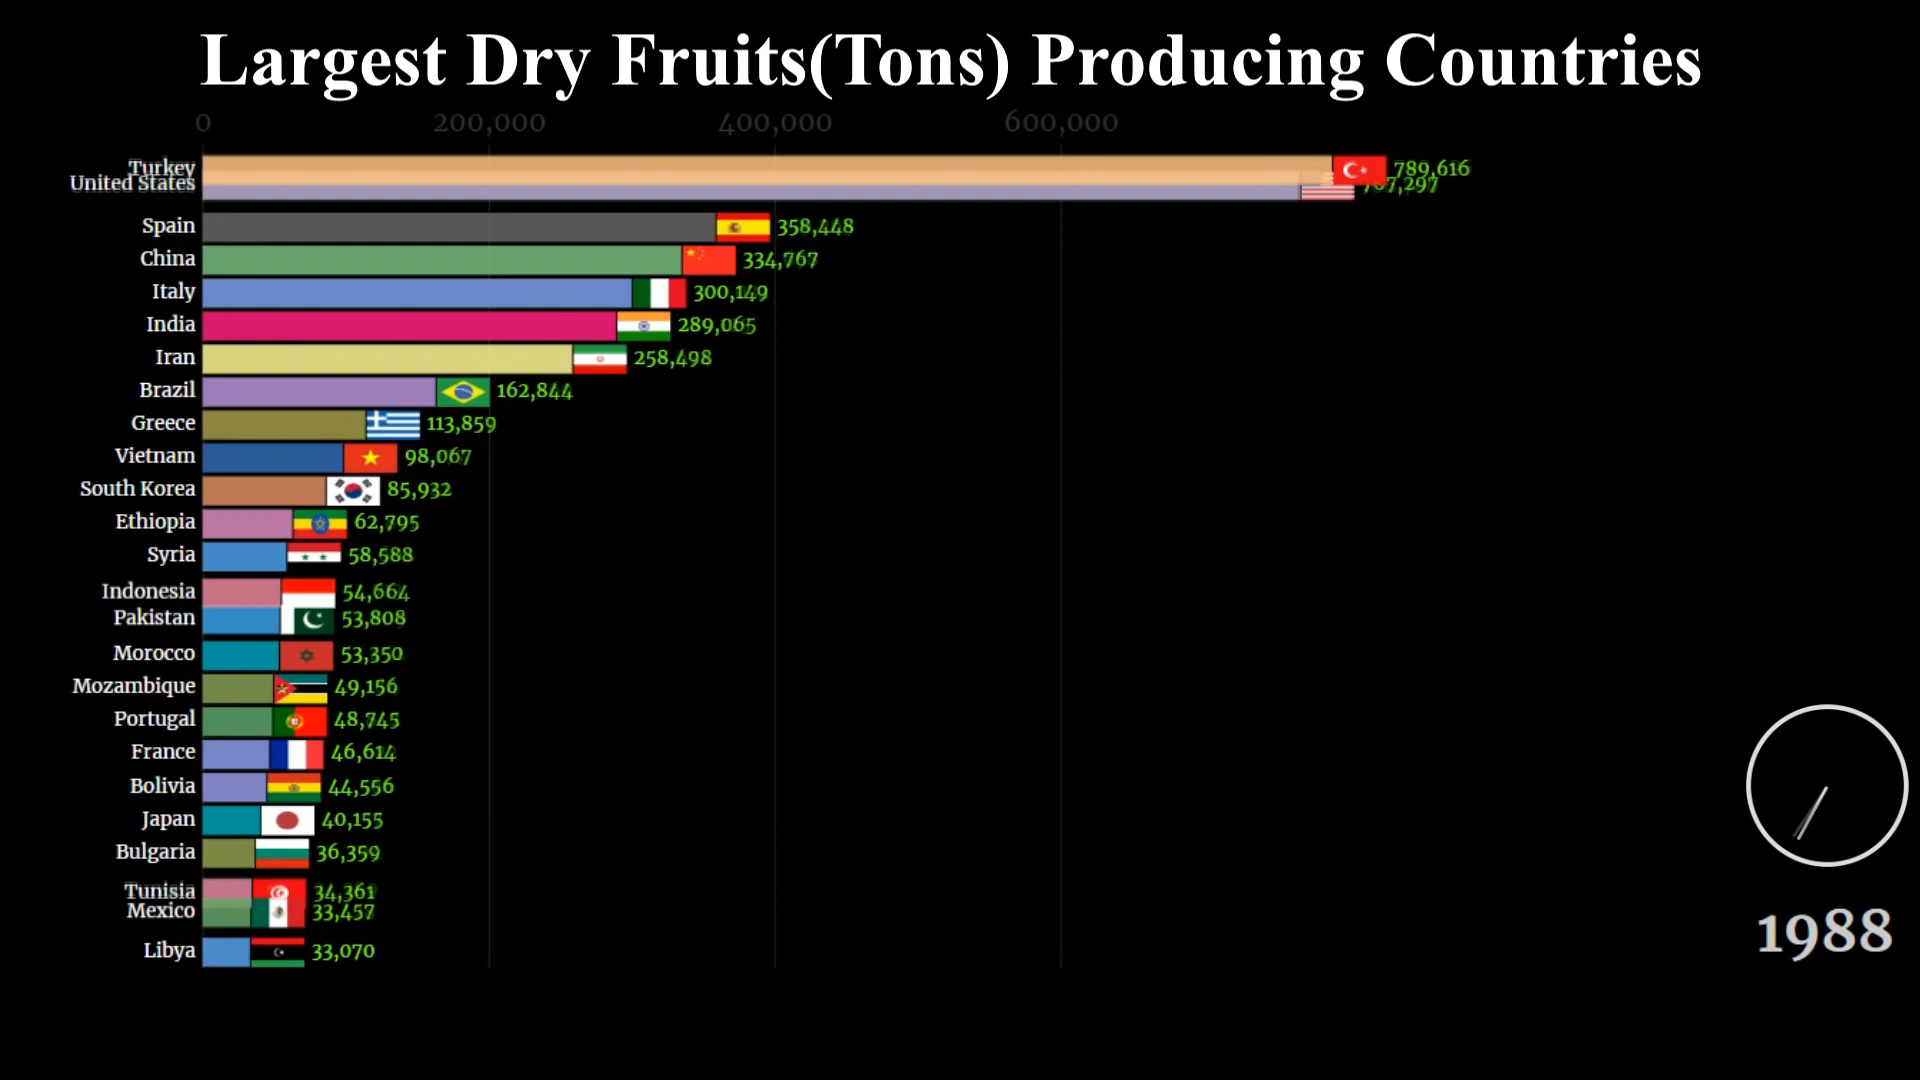 Largest Dry Fruits(Tons) Producing Countries
0 200,000 400,000 600,000
Turkey 789,616
United States
Spain 358,448
China 334,767
Italy 300,149
India 289,065
Iran 258,498
Brazil 162,844
Greece 113,859
Vietnam 98,067
South Korea 85,932
Ethiopia 62,795
Syria 58,588
Indonesia 54,664
Pakistan 53,808
Morocco 53,350
Mozambique 49,156
Portugal 48,745
France 46,614
Bolivia 44,556
Japan 40,155
Bulgaria 36,359
Tunisia 34,361
Mexico 33,457
Libya 33,070
1988